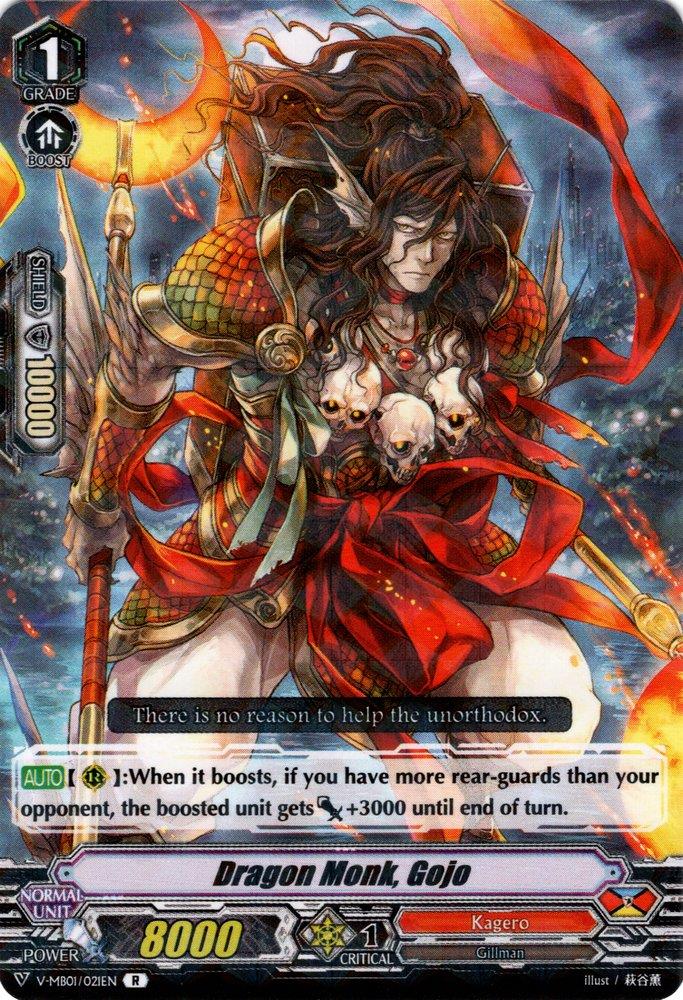 1
GRADE
BOOST
SHIELD
10000
There is no reason to help the unorthodox.
AUTO【 】:When it boosts, if you have more rear-guards than your
opponent, the boosted unit gets +3000 until end of turn.
Dragon Monk, Gojo
NORMAL
UNIT
POWER 8000
1
CRITICAL
Kagero
Gillman
V-MB01/021EN R
illust / 萩谷薫